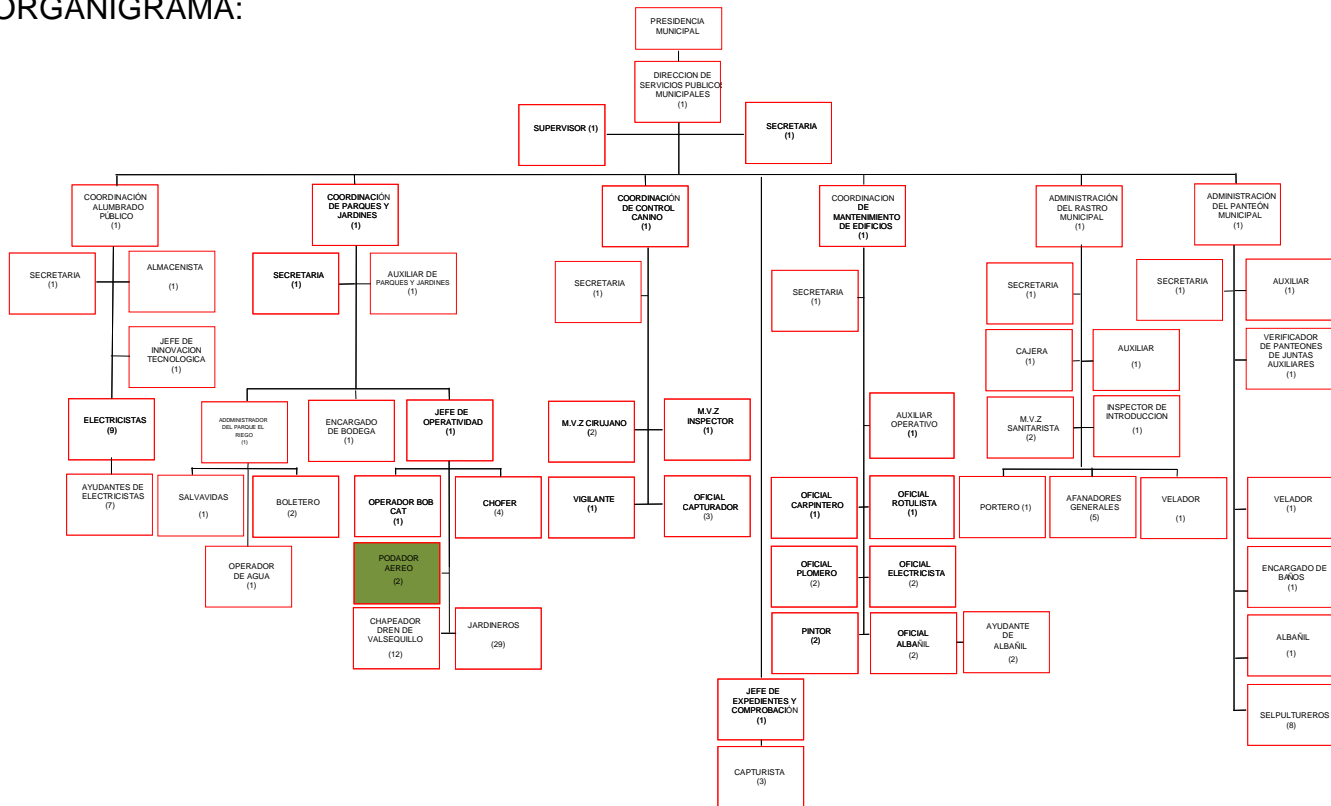 ORGANIGRAMA:
PRESIDENCIA
MUNICIPAL
DIRECCION DE
SERVICIOS PUBLICOS
MUNICIPALES
(1)
SUPERVISOR (1)
SECRETARIA
(1)
COORDINACIÓN
ALUMBRADO
PÚBLICO
(1)
COORDINACIÓN
DE PARQUES Y
JARDINES
(1)
COORDINACIÓN
DE CONTROL
CANINO
(1)
COORDINACION
DE
MANTENIMIENTO
DE EDIFICIOS
(1)
ADMINISTRACIÓN
DEL RASTRO
MUNICIPAL
(1)
ADMINISTRACIÓN
DEL PANTEÓN
MUNICIPAL
(1)
SECRETARIA
(1)
ALMACENISTA
(1)
JEFE DE
INNOVACION
TECNOLOGICA
(1)
ELECTRICISTAS
(9)
AYUDANTES DE
ELECTRICISTAS
(7)
SECRETARIA
(1)
AUXILIAR DE
PARQUES Y JARDINES
(1)
ADDMINISTRADOR
DEL PARQUE EL
RIEGO
(1)
ENCARGADO
DE BODEGA
(1)
JEFE DE
OPERATIVIDAD
(1)
SALVAVIDAS
(1)
BOLETERO
(2)
OPERADOR
DE AGUA
(1)
OPERADOR BOB
CAT
(1)
CHOFER
(4)
PODADOR
AEREO
(2)
CHAPEADOR
DREN DE
VALSEQUILLO
(12)
JARDINEROS
(29)
SECRETARIA
(1)
M.V.Z CIRUJANO
(2)
M.V.Z
INSPECTOR
(1)
VIGILANTE
(1)
OFICIAL
CAPTURADOR
(3)
JEFE DE
EXPEDIENTES Y
COMPROBACIÓN
(1)
CAPTURISTA
(3)
SECRETARIA
(1)
AUXILIAR
OPERATIVO
(1)
OFICIAL
CARPINTERO
(1)
OFICIAL
ROTULISTA
(1)
OFICIAL
PLOMERO
(2)
OFICIAL
ELECTRICISTA
(2)
PINTOR
(2)
OFICIAL
ALBAÑIL
(2)
AYUDANTE
DE
ALBAÑIL
(2)
SECRETARIA
(1)
CAJERA
(1)
AUXILIAR
(1)
M.V.Z
SANITARISTA
(2)
INSPECTOR DE
INTRODUCCION
(1)
PORTERO (1)
AFANADORES
GENERALES
(5)
VELADOR
(1)
SECRETARIA
(1)
AUXILIAR
(1)
VERIFICADOR
DE PANTEONES
DE JUNTAS
AUXILIARES
(1)
VELADOR
(1)
ENCARGADO DE
BAÑOS
(1)
ALBAÑIL
(1)
SELPULTUREROS
(8)